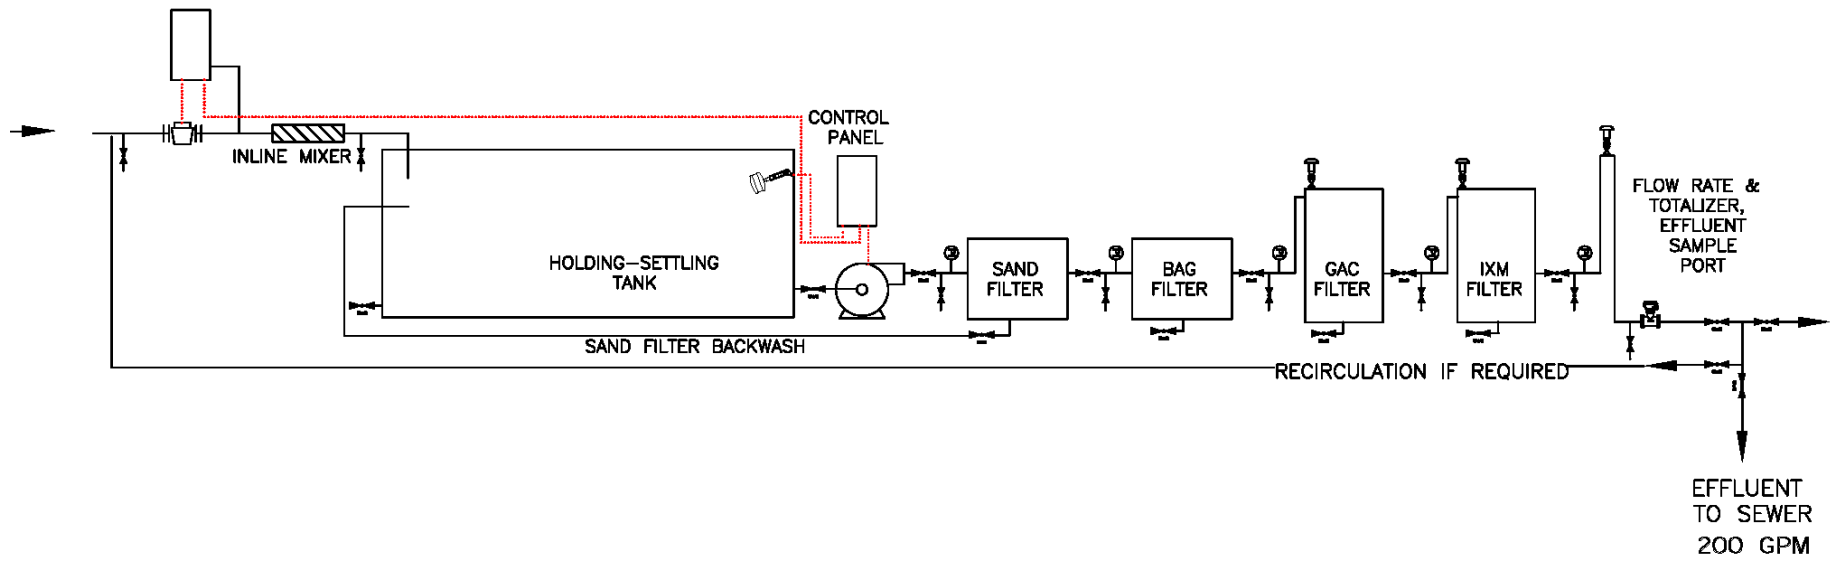 CONTROL
PANEL
INLINE MIXER
HOLDING-SETTLING
TANK
SAND
FILTER
BAG
FILTER
GAC
FILTER
IXM
FILTER
FLOW RATE &
TOTALIZER,
EFFLUENT
SAMPLE
PORT
SAND FILTER BACKWASH
RECIRCULATION IF REQUIRED
EFFLUENT
TO SEWER
200 GPM